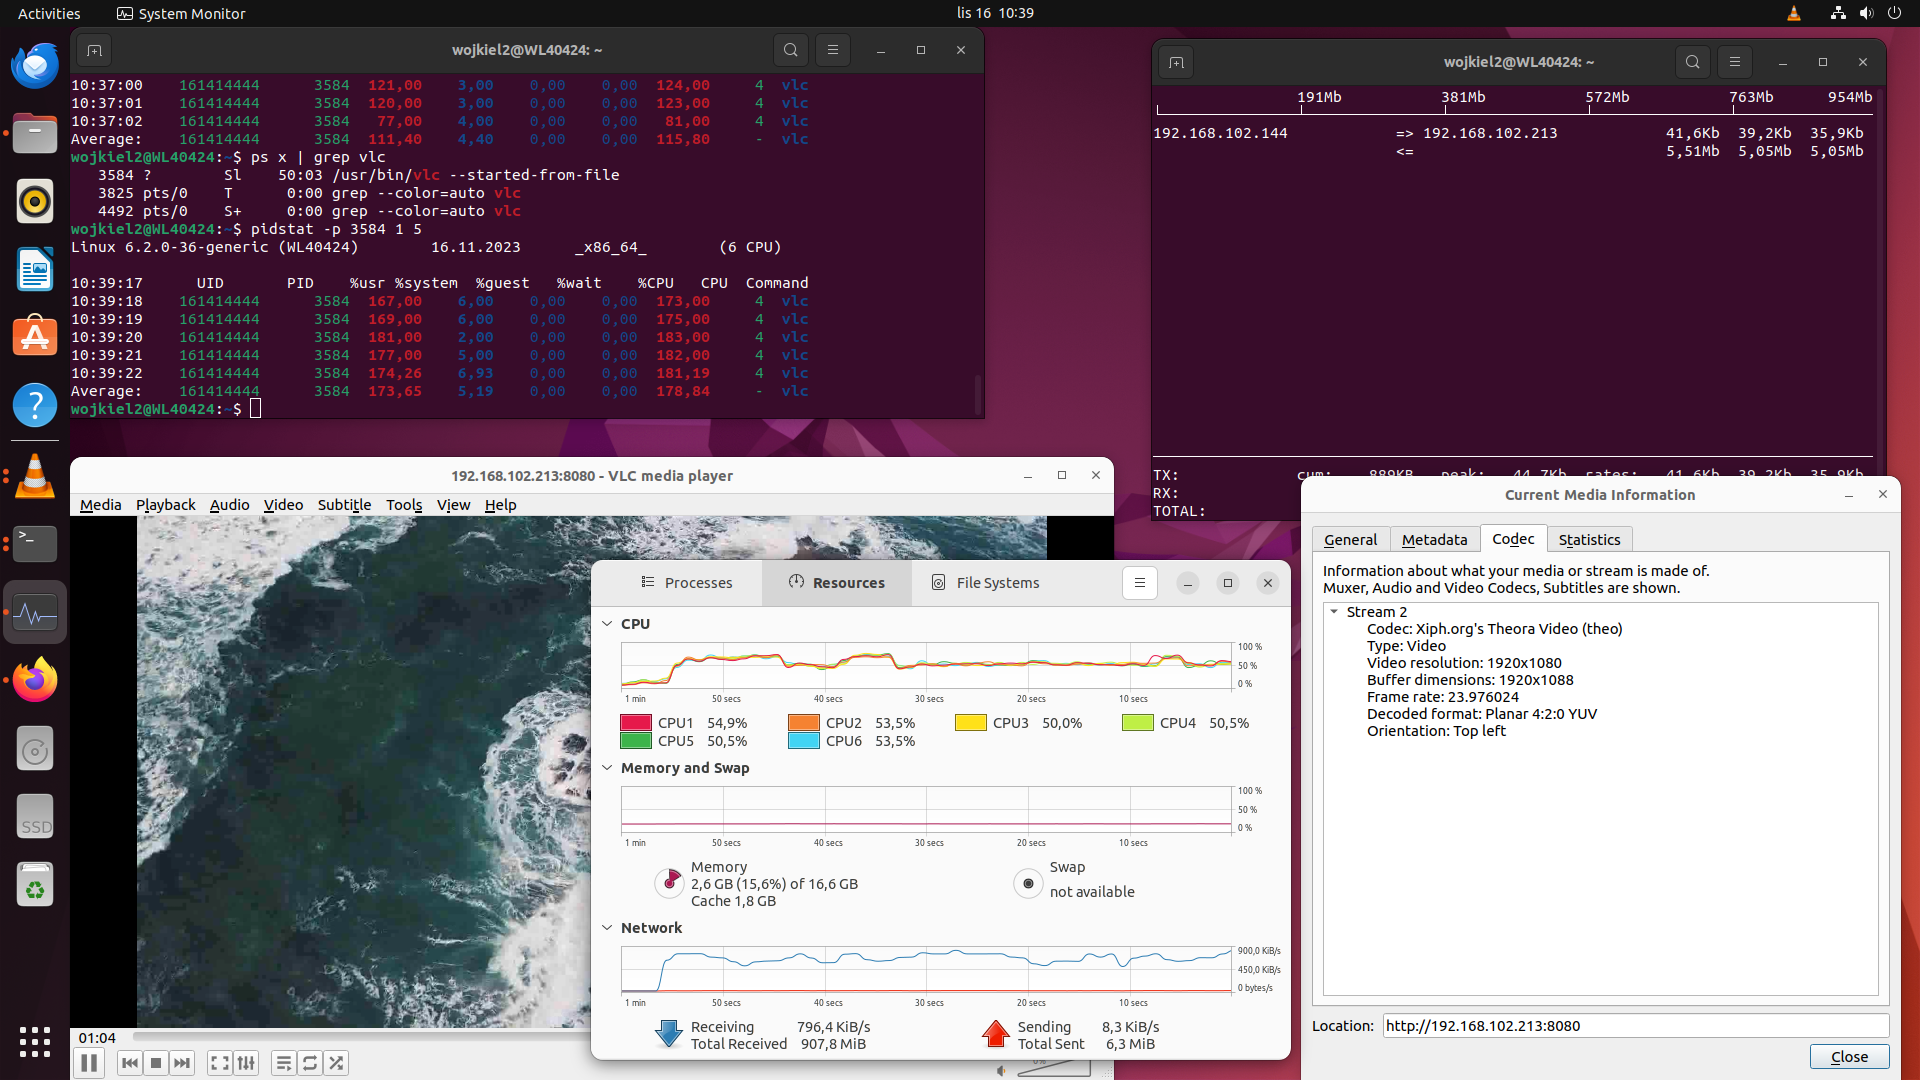 Activities System Monitor lis 16 10:39
wojkiel2@WL40424: ~
10:37:00 161414444 3584 121,00 3,00 0,00 0,00 124,00 4 vlc
10:37:01 161414444 3584 120,00 3,00 0,00 0,00 123,00 4 vlc
10:37:02 161414444 3584 77,00 4,00 0,00 0,00 81,00 4 vlc
Average: 161414444 3584 111,40 4,40 0,00 0,00 115,80 - vlc
wojkiel2@WL40424:~$ ps x | grep vlc
3584 ? Sl 50:03 /usr/bin/vlc --started-from-file
3825 pts/0 T 0:00 grep --color=auto vlc
4492 pts/0 S+ 0:00 grep --color=auto vlc
wojkiel2@WL40424:~$ pidstat -p 3584 1 5
Linux 6.2.0-36-generic (WL40424) 16.11.2023 _x86_64_ (6 CPU)
10:39:17 UID PID %usr %system %guest %wait %CPU CPU Command
10:39:18 161414444 3584 167,00 6,00 0,00 0,00 173,00 4 vlc
10:39:19 161414444 3584 169,00 6,00 0,00 0,00 175,00 4 vlc
10:39:20 161414444 3584 181,00 2,00 0,00 0,00 183,00 4 vlc
10:39:21 161414444 3584 177,00 5,00 0,00 0,00 182,00 4 vlc
10:39:22 161414444 3584 174,26 6,93 0,00 0,00 181,19 4 vlc
Average: 161414444 3584 173,65 5,19 0,00 0,00 178,84 - vlc
wojkiel2@WL40424:~$
wojkiel2@WL40424: ~
191Mb 381Mb 572Mb 763Mb 954Mb
192.168.102.144 => 192.168.102.213 41,6Kb 39,2Kb 35,9Kb
<= 5,51Mb 5,05Mb 5,05Mb
TX: cum: 889KB peak: 44,7Kb rates: 41,6Kb 39,2Kb 35,9Kb
RX:
TOTAL:
192.168.102.213:8080 - VLC media player
Media Playback Audio Video Subtitle Tools View Help
01:04
0%
Processes Resources File Systems
CPU
100 %
50 %
0 %
1 min 50 secs 40 secs 30 secs 20 secs 10 secs
CPU1 54,9% CPU2 53,5% CPU3 50,0% CPU4 50,5%
CPU5 50,5% CPU6 53,5%
Memory and Swap
100 %
50 %
0 %
1 min 50 secs 40 secs 30 secs 20 secs 10 secs
Memory
2,6 GB (15,6%) of 16,6 GB
Cache 1,8 GB
Swap
not available
Network
900,0 KiB/s
450,0 KiB/s
0 bytes/s
1 min 50 secs 40 secs 30 secs 20 secs 10 secs
Receiving 796,4 KiB/s
Total Received 907,8 MiB
Sending 8,3 KiB/s
Total Sent 6,3 MiB
Current Media Information
General Metadata Codec Statistics
Information about what your media or stream is made of.
Muxer, Audio and Video Codecs, Subtitles are shown.
Stream 2
Codec: Xiph.org's Theora Video (theo)
Type: Video
Video resolution: 1920x1080
Buffer dimensions: 1920x1088
Frame rate: 23.976024
Decoded format: Planar 4:2:0 YUV
Orientation: Top left
Location: http://192.168.102.213:8080
Close
SSD